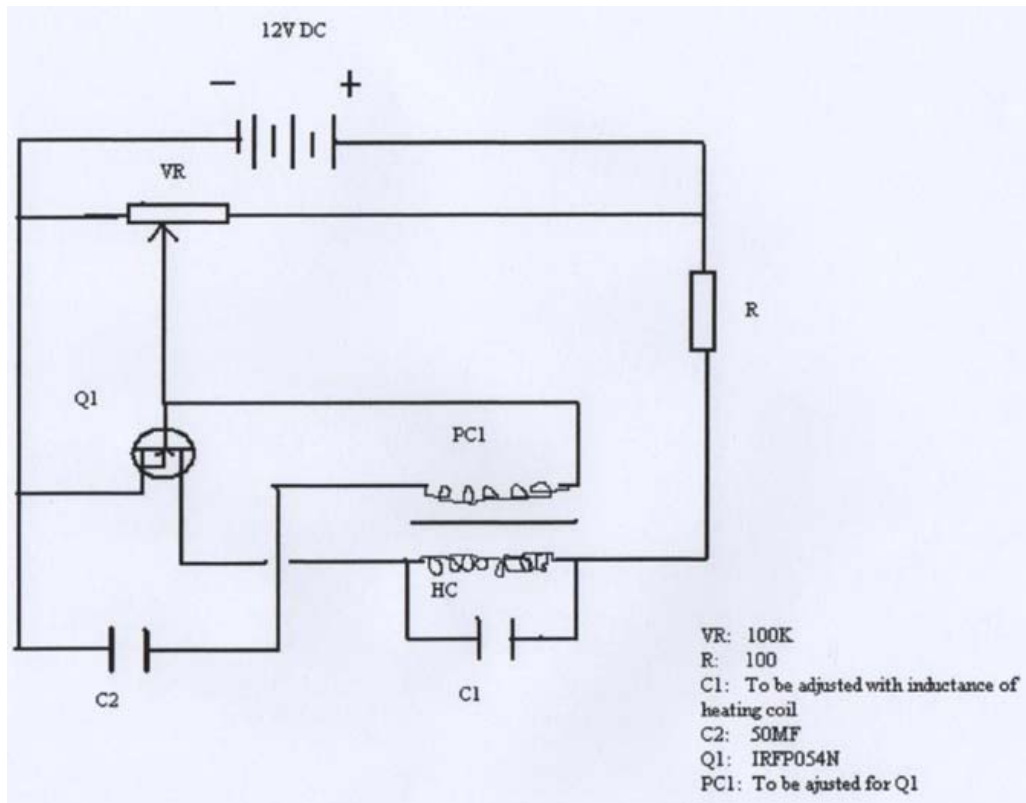 12V DC
− +
VR
R
Q1
PC1
HC
C2
C1
VR: 100K
R: 100
C1: To be adjusted with inductance of
heating coil
C2: 50MF
Q1: IRFP054N
PC1: To be ajusted for Q1